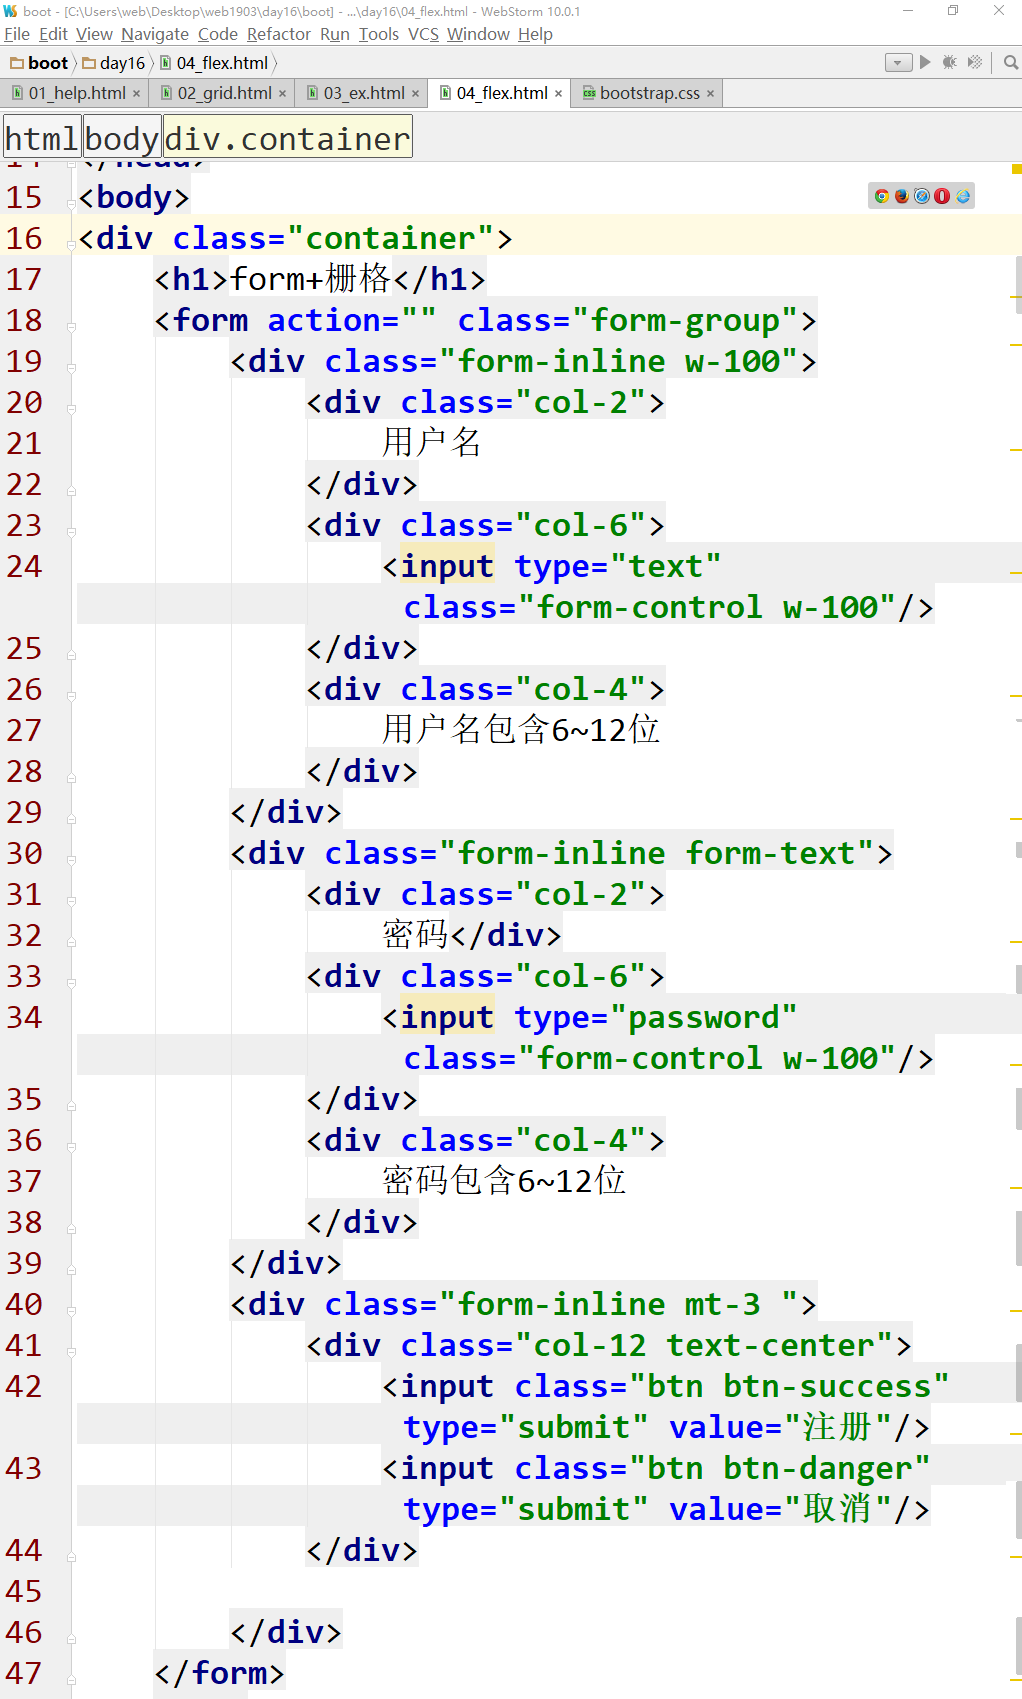 boot - [C:\Users\web\Desktop\web1903\day16\boot] - ...\day16\04_flex.html - WebStorm 10.0.1
File Edit View Navigate Code Refactor Run Tools VCS Window Help
boot day16 04_flex.html
01_help.html × 02_grid.html × 03_ex.html × 04_flex.html × bootstrap.css ×
html body div.container
14 </head>
15 <body>
16 <div class="container">
17 <h1>form+栅格</h1>
18 <form action="" class="form-group">
19 <div class="form-inline w-100">
20 <div class="col-2">
21 用户名
22 </div>
23 <div class="col-6">
24 <input type="text"
class="form-control w-100"/>
25 </div>
26 <div class="col-4">
27 用户名包含6~12位
28 </div>
29 </div>
30 <div class="form-inline form-text">
31 <div class="col-2">
32 密码</div>
33 <div class="col-6">
34 <input type="password"
class="form-control w-100"/>
35 </div>
36 <div class="col-4">
37 密码包含6~12位
38 </div>
39 </div>
40 <div class="form-inline mt-3 ">
41 <div class="col-12 text-center">
42 <input class="btn btn-success"
type="submit" value="注册"/>
43 <input class="btn btn-danger"
type="submit" value="取消"/>
44 </div>
45
46 </div>
47 </form>